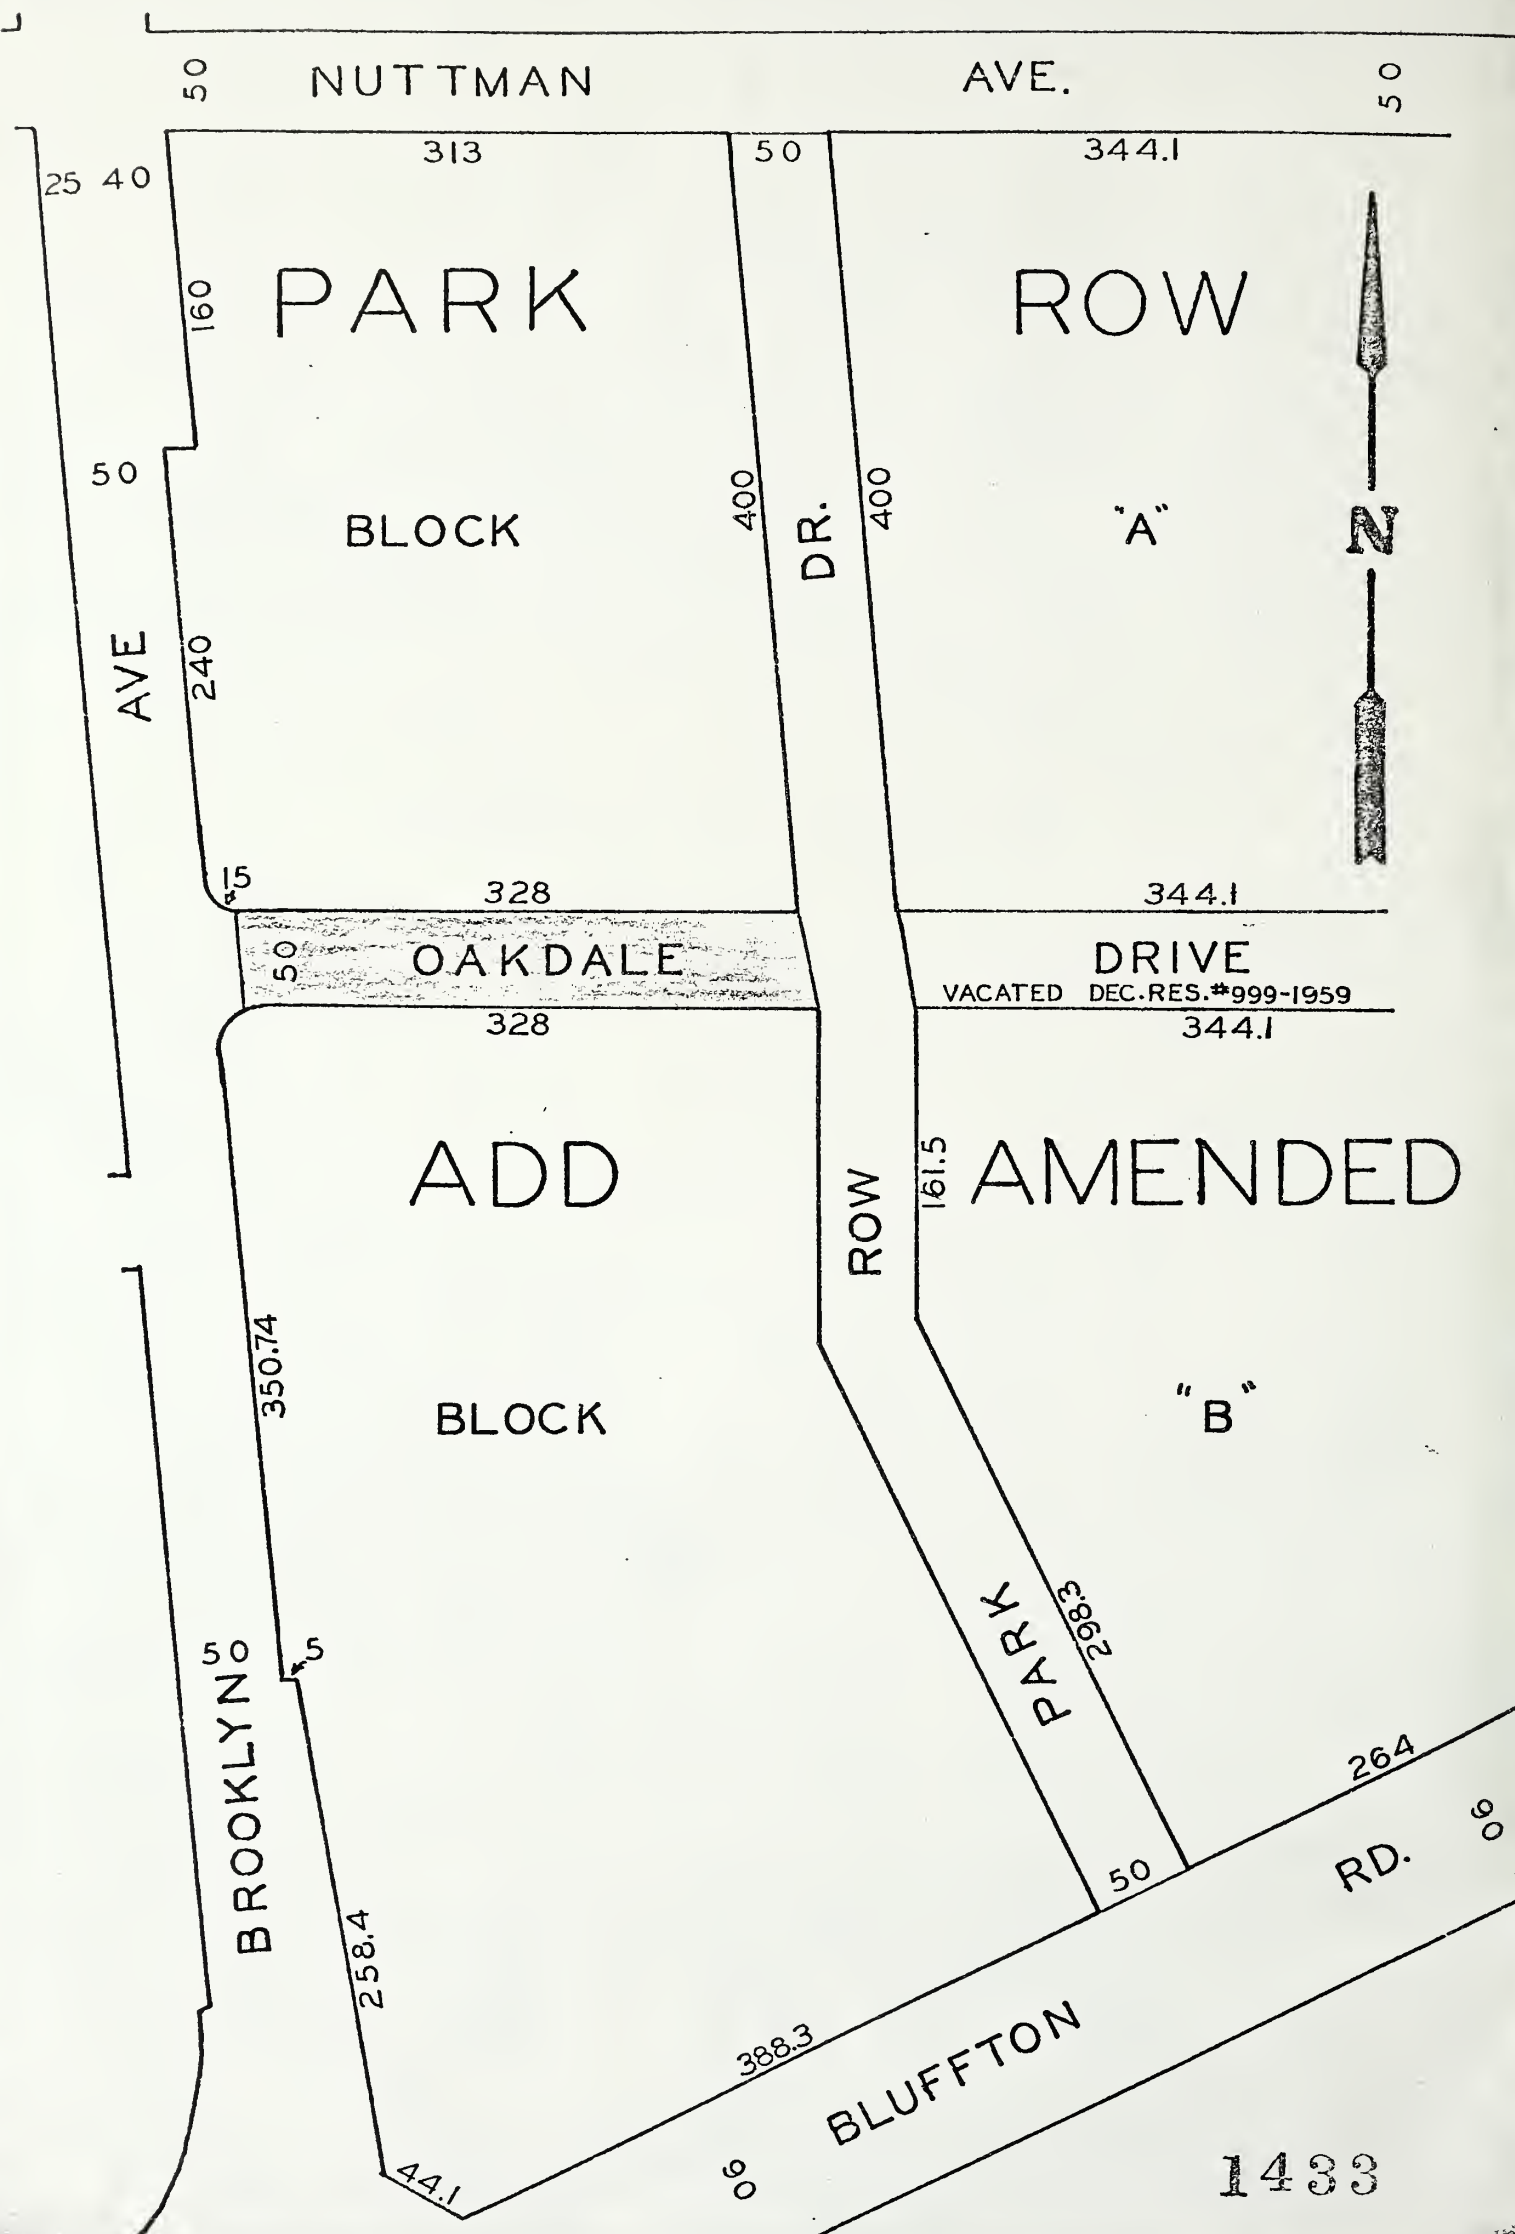 50 NUTTMAN AVE. 50
313 50 344.1
25 40
160
PARK ROW
50
BLOCK "A"
400 DR. 400
N
AVE
240
15
328 344.1
50 OAKDALE DRIVE
VACATED DEC.RES.#999-1959
328 344.1
ADD AMENDED
161.5
ROW
350.74
BLOCK "B"
50 5
PARK
298.3
BROOKLYN
264
90
50
RD.
258.4
388.3
BLUFFTON
44.1
90
1433